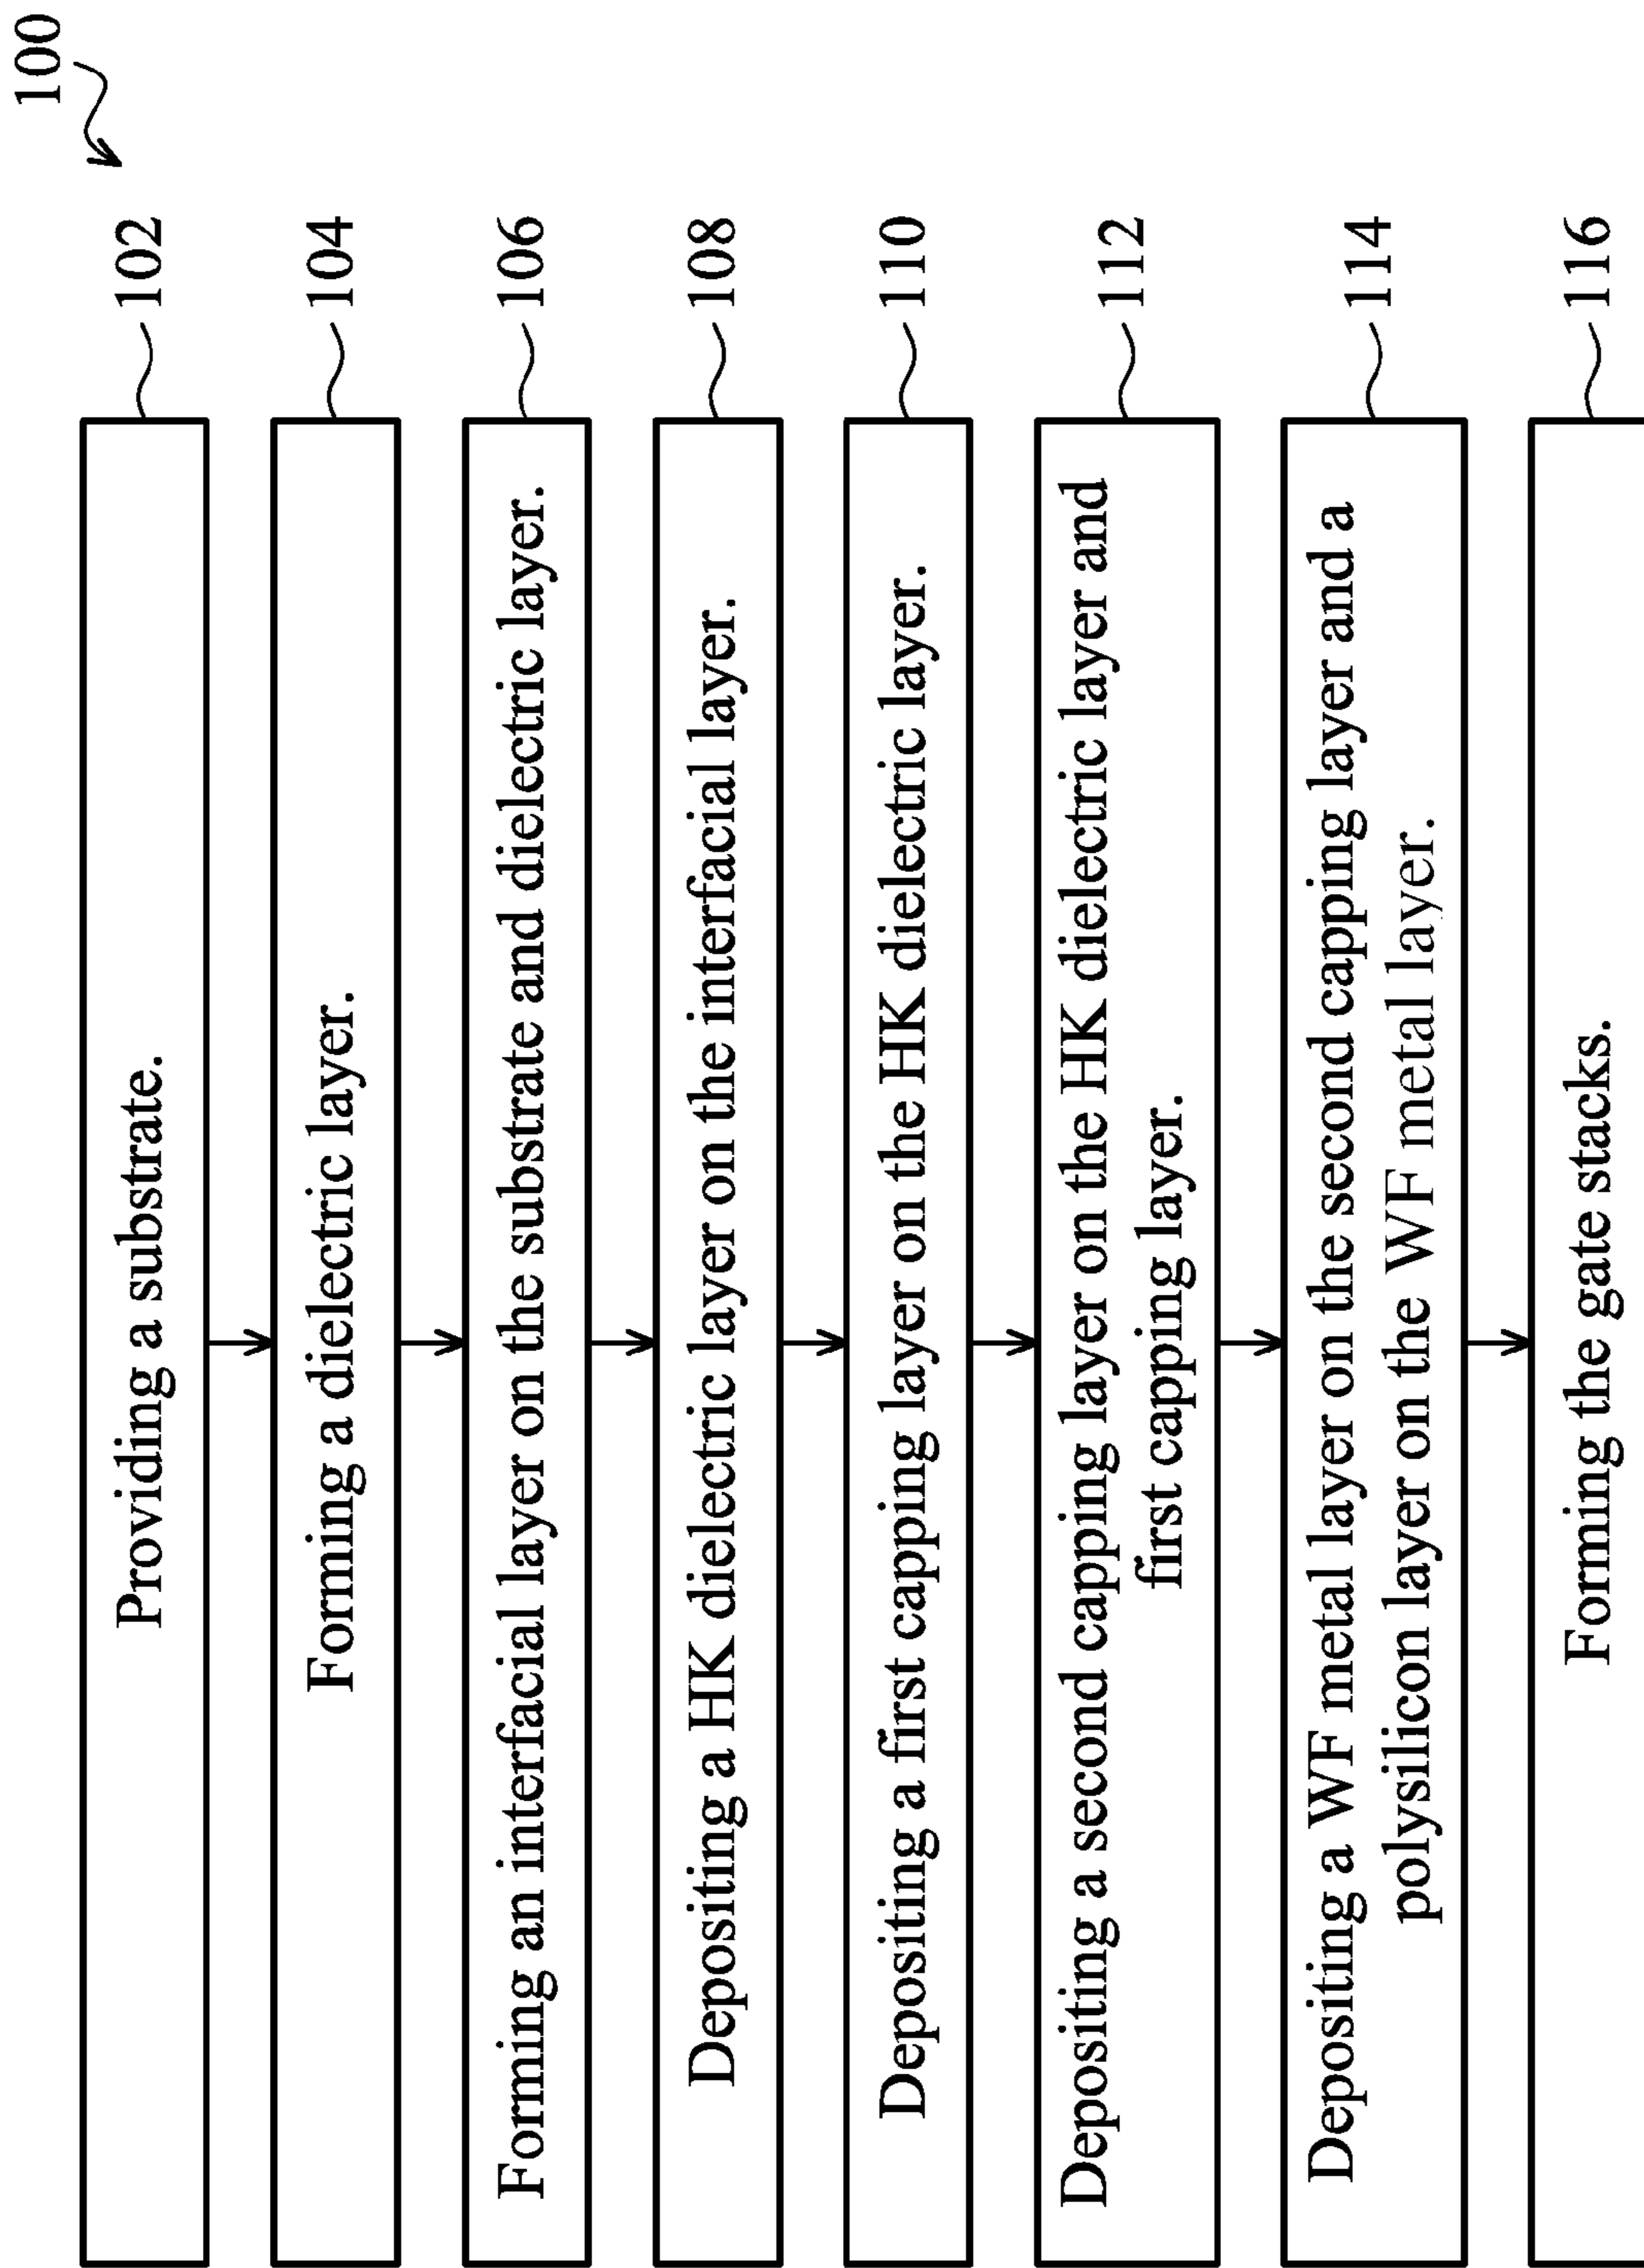 100
Providing a substrate.
102
Forming a dielectric layer.
104
Forming an interfacial layer on the substrate and dielectric layer.
106
Depositing a HK dielectric layer on the interfacial layer.
108
Depositing a first capping layer on the HK dielectric layer.
110
Depositing a second capping layer on the HK dielectric layer and
first capping layer.
112
Depositing a WF metal layer on the second capping layer and a
polysilicon layer on the WF metal layer.
114
Forming the gate stacks.
116